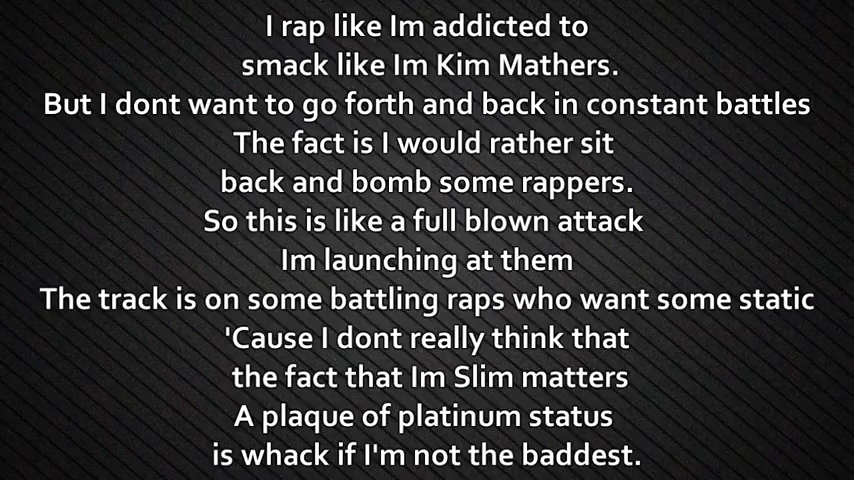 I rap like Im addicted to
smack like Im Kim Mathers.
But I dont want to go forth and back in constant battles
The fact is I would rather sit
back and bomb some rappers.
So this is like a full blown attack
Im launching at them
The track is on some battling raps who want some static
'Cause I dont really think that
the fact that Im Slim matters
A plaque of platinum status
is whack if I'm not the baddest.